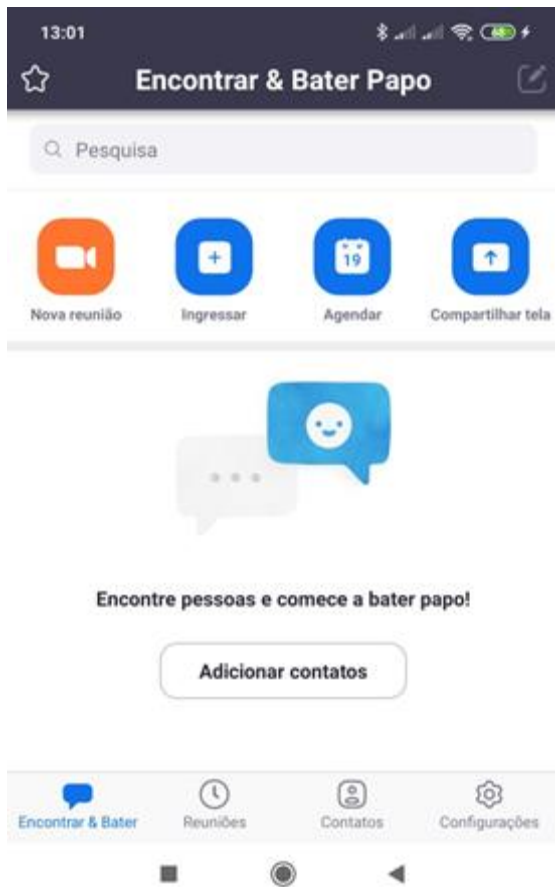 13:01
Encontrar & Bater Papo
Pesquisa
Nova reunião
Ingressar
19
Agendar
Compartilhar tela
Encontre pessoas e comece a bater papo!
Adicionar contatos
Encontrar & Bater
Reuniões
Contatos
Configurações